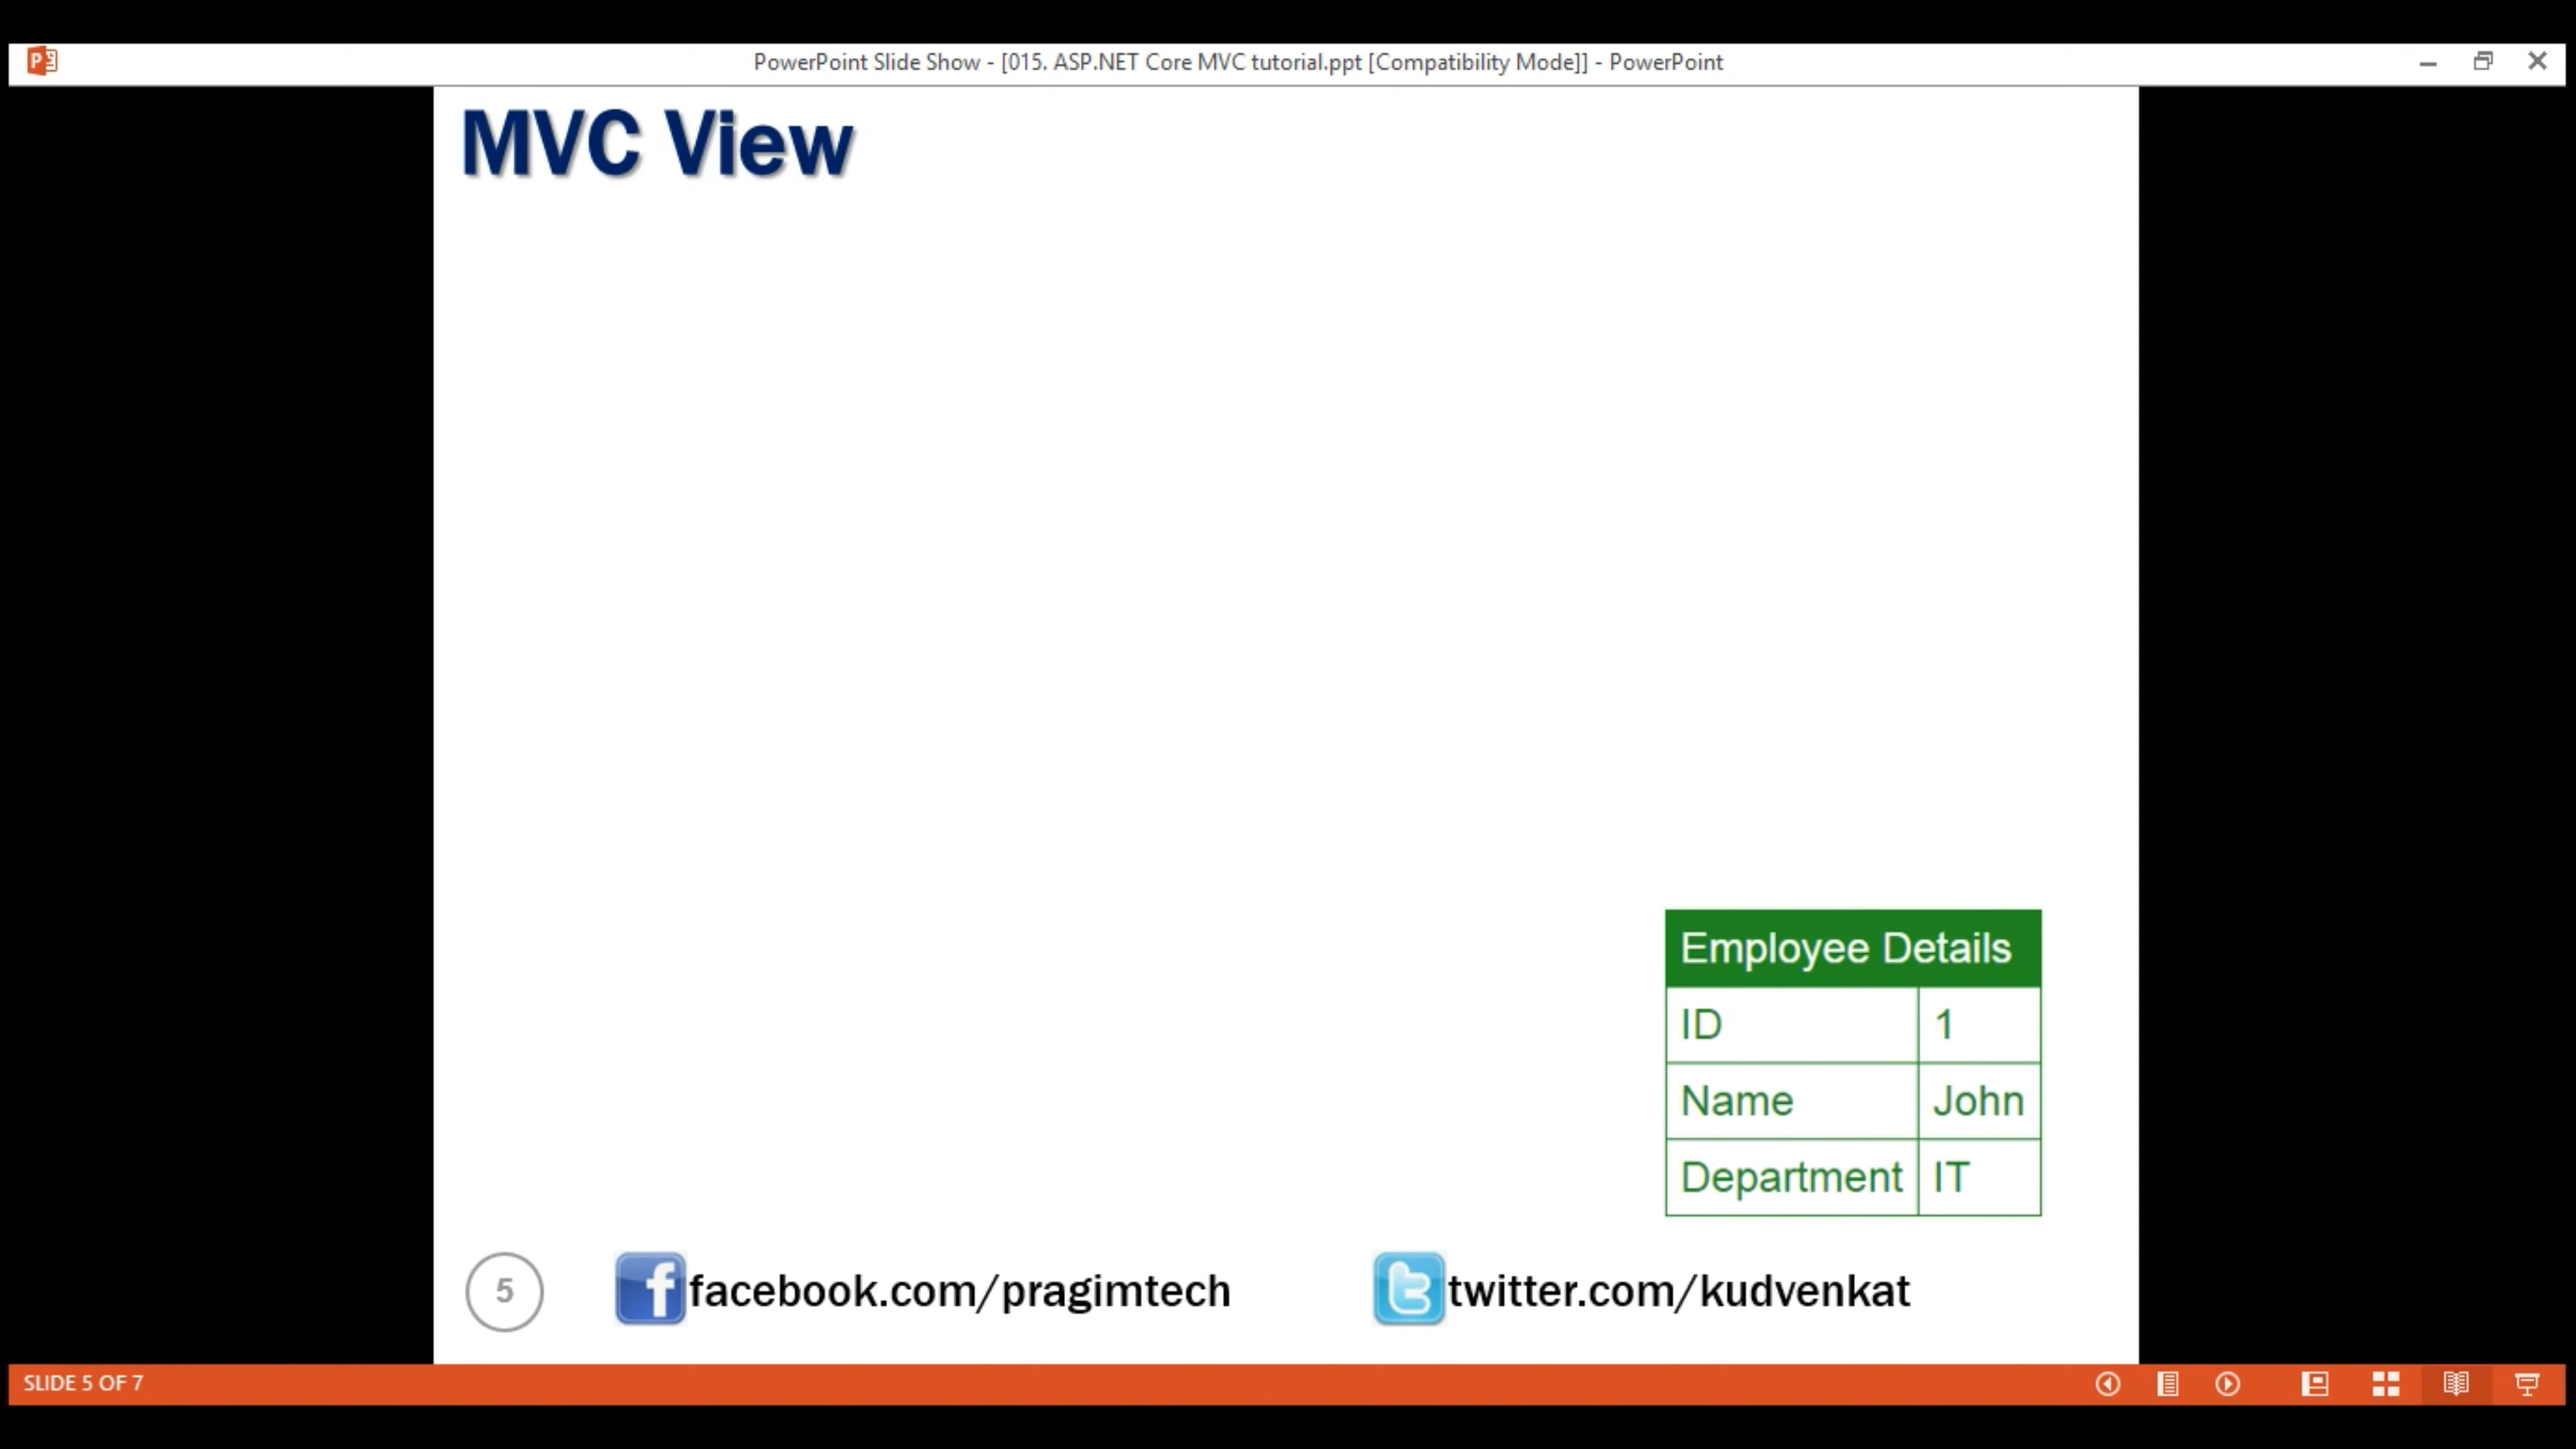 PowerPoint Slide Show - [015. ASP.NET Core MVC tutorial.ppt [Compatibility Mode]] - PowerPoint
MVC View
Employee Details
ID 1
Name John
Department IT
5 facebook.com/pragimtech twitter.com/kudvenkat
SLIDE 5 OF 7